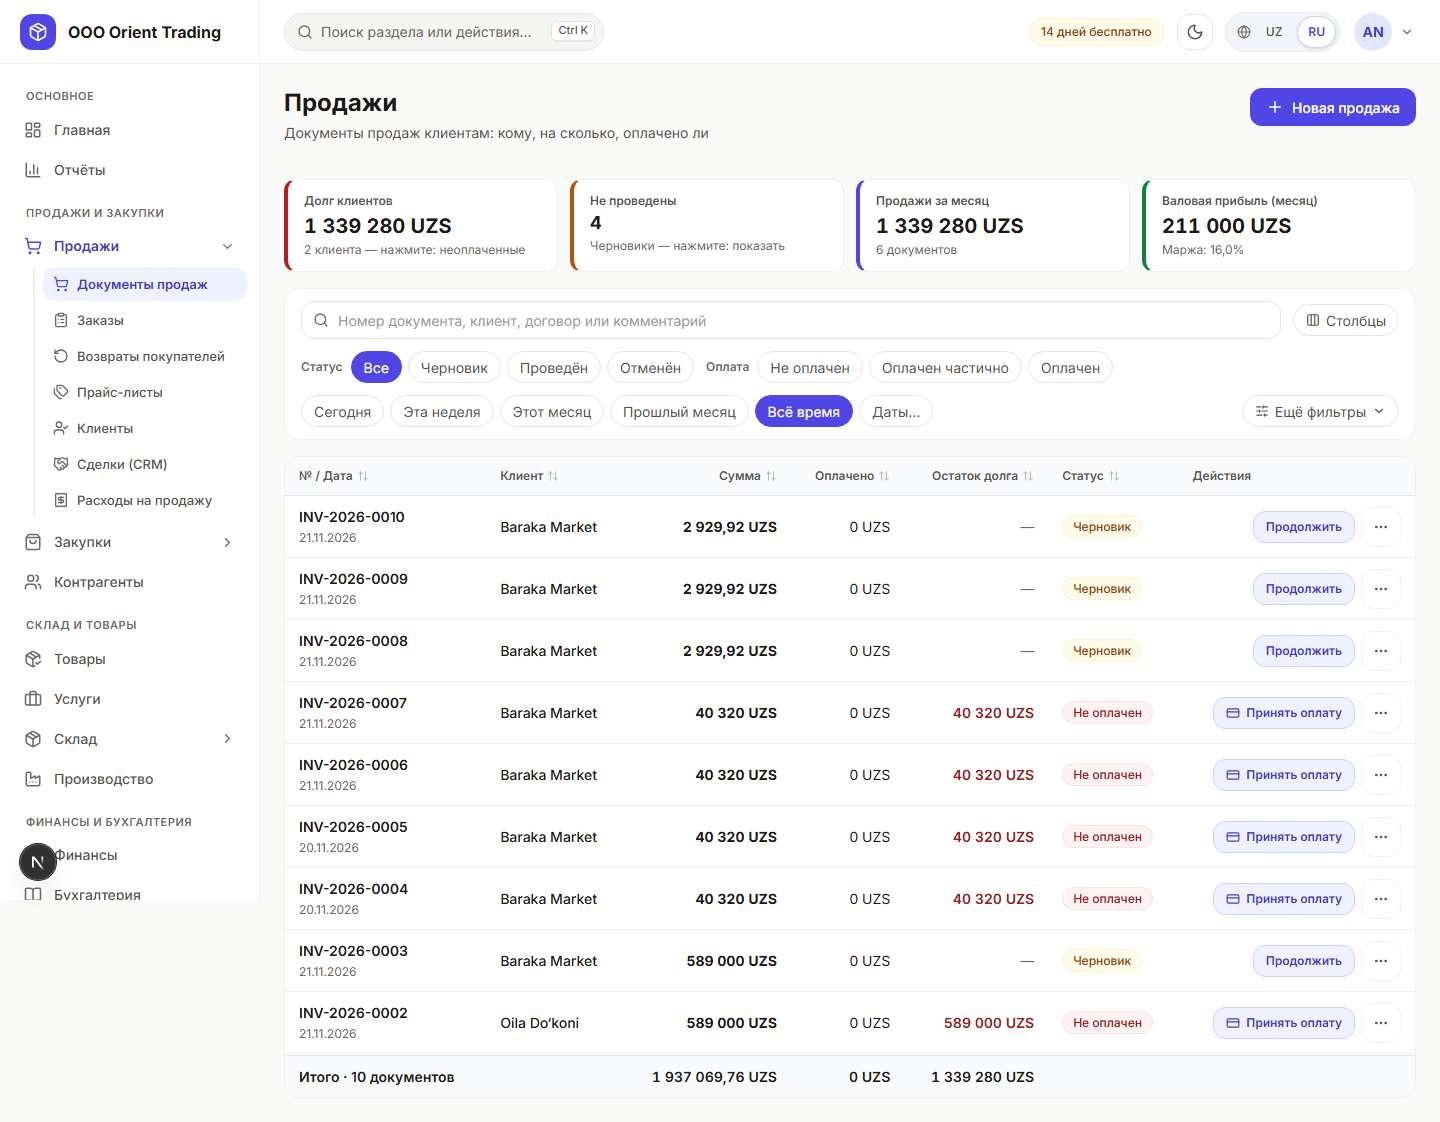 ООО Orient Trading
Поиск раздела или действия...
Ctrl K
14 дней бесплатно
UZ
RU
AN
ОСНОВНОЕ
Главная
Отчёты
ПРОДАЖИ И ЗАКУПКИ
Продажи
Документы продаж
Заказы
Возвраты покупателей
Прайс-листы
Клиенты
Сделки (CRM)
Расходы на продажу
Закупки
Контрагенты
СКЛАД И ТОВАРЫ
Товары
Услуги
Склад
Производство
ФИНАНСЫ И БУХГАЛТЕРИЯ
N
Финансы
Бухгалтерия
Продажи
Документы продаж клиентам: кому, на сколько, оплачено ли
Новая продажа
Долг клиентов
1 339 280 UZS
2 клиента — нажмите: неоплаченные
Не проведены
4
Черновики — нажмите: показать
Продажи за месяц
1 339 280 UZS
6 документов
Валовая прибыль (месяц)
211 000 UZS
Маржа: 16,0%
Номер документа, клиент, договор или комментарий
Столбцы
Статус Все Черновик Проведён Отменён Оплата Не оплачен Оплачен частично Оплачен
Сегодня Эта неделя Этот месяц Прошлый месяц Всё время Даты... Ещё фильтры
№ / Дата Клиент Сумма Оплачено Остаток долга Статус Действия
INV-2026-0010 Baraka Market 2 929,92 UZS 0 UZS — Черновик Продолжить
21.11.2026
INV-2026-0009 Baraka Market 2 929,92 UZS 0 UZS — Черновик Продолжить
21.11.2026
INV-2026-0008 Baraka Market 2 929,92 UZS 0 UZS — Черновик Продолжить
21.11.2026
INV-2026-0007 Baraka Market 40 320 UZS 0 UZS 40 320 UZS Не оплачен Принять оплату
21.11.2026
INV-2026-0006 Baraka Market 40 320 UZS 0 UZS 40 320 UZS Не оплачен Принять оплату
21.11.2026
INV-2026-0005 Baraka Market 40 320 UZS 0 UZS 40 320 UZS Не оплачен Принять оплату
20.11.2026
INV-2026-0004 Baraka Market 40 320 UZS 0 UZS 40 320 UZS Не оплачен Принять оплату
20.11.2026
INV-2026-0003 Baraka Market 589 000 UZS 0 UZS — Черновик Продолжить
21.11.2026
INV-2026-0002 Oila Do‘koni 589 000 UZS 0 UZS 589 000 UZS Не оплачен Принять оплату
21.11.2026
Итого · 10 документов 1 937 069,76 UZS 0 UZS 1 339 280 UZS